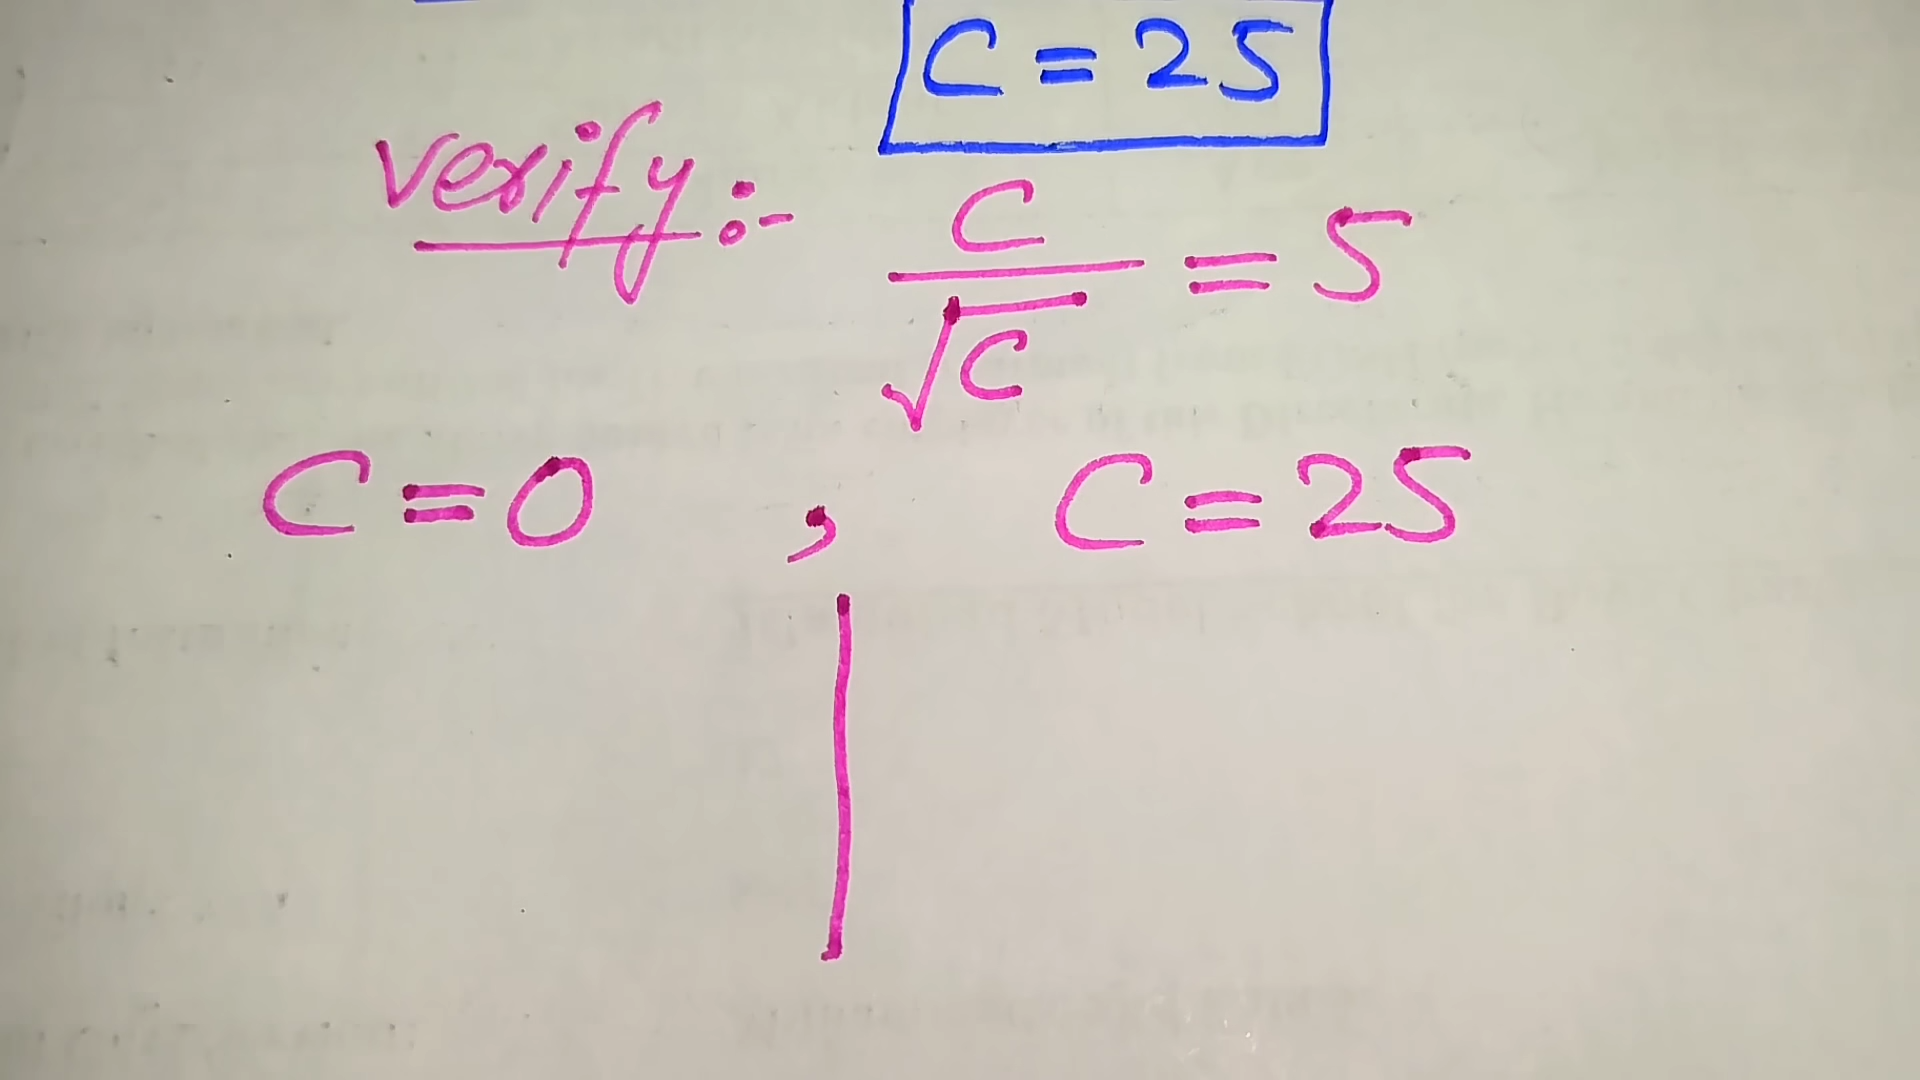 C = 25
verify :- C/√C = 5
C = 0 , C = 25